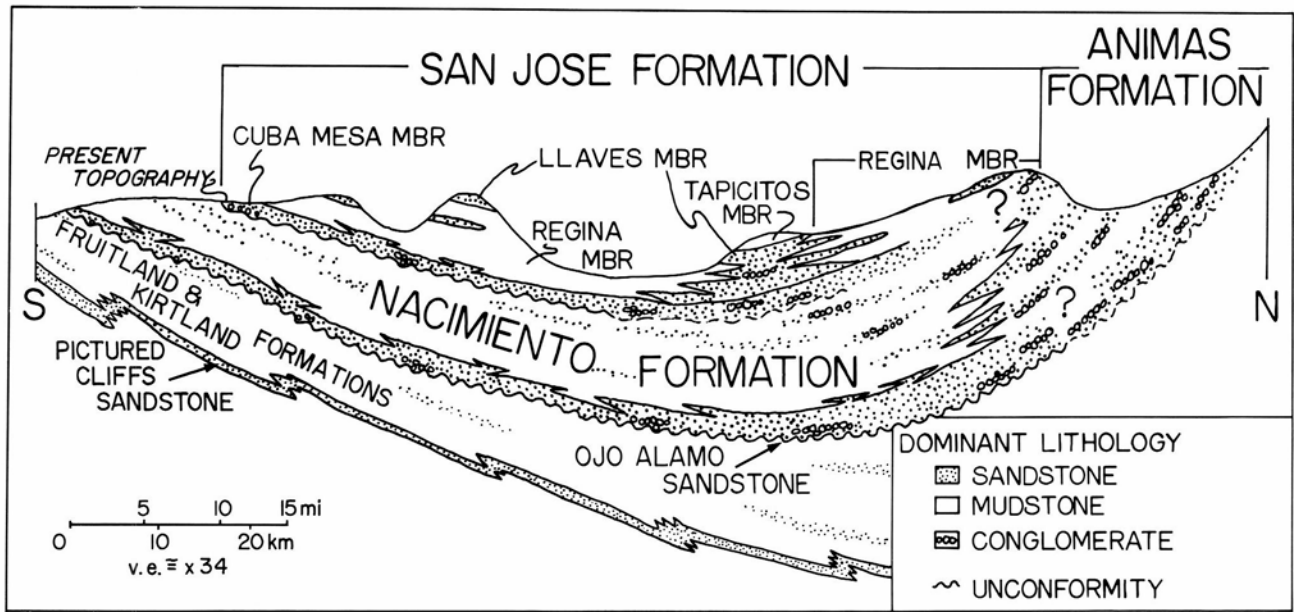 SAN JOSE FORMATION
ANIMAS
FORMATION
CUBA MESA MBR
PRESENT
TOPOGRAPHY
LLAVES MBR
REGINA MBR
TAPICITOS
MBR
REGINA
MBR
?
FRUITLAND &
KIRTLAND FORMATIONS
NACIMIENTO FORMATION
?
S
N
PICTURED
CLIFFS
SANDSTONE
OJO ALAMO
SANDSTONE
5 10 15 mi
0 10 20 km
v.e. ≅ x 34
DOMINANT LITHOLOGY
SANDSTONE
MUDSTONE
CONGLOMERATE
UNCONFORMITY